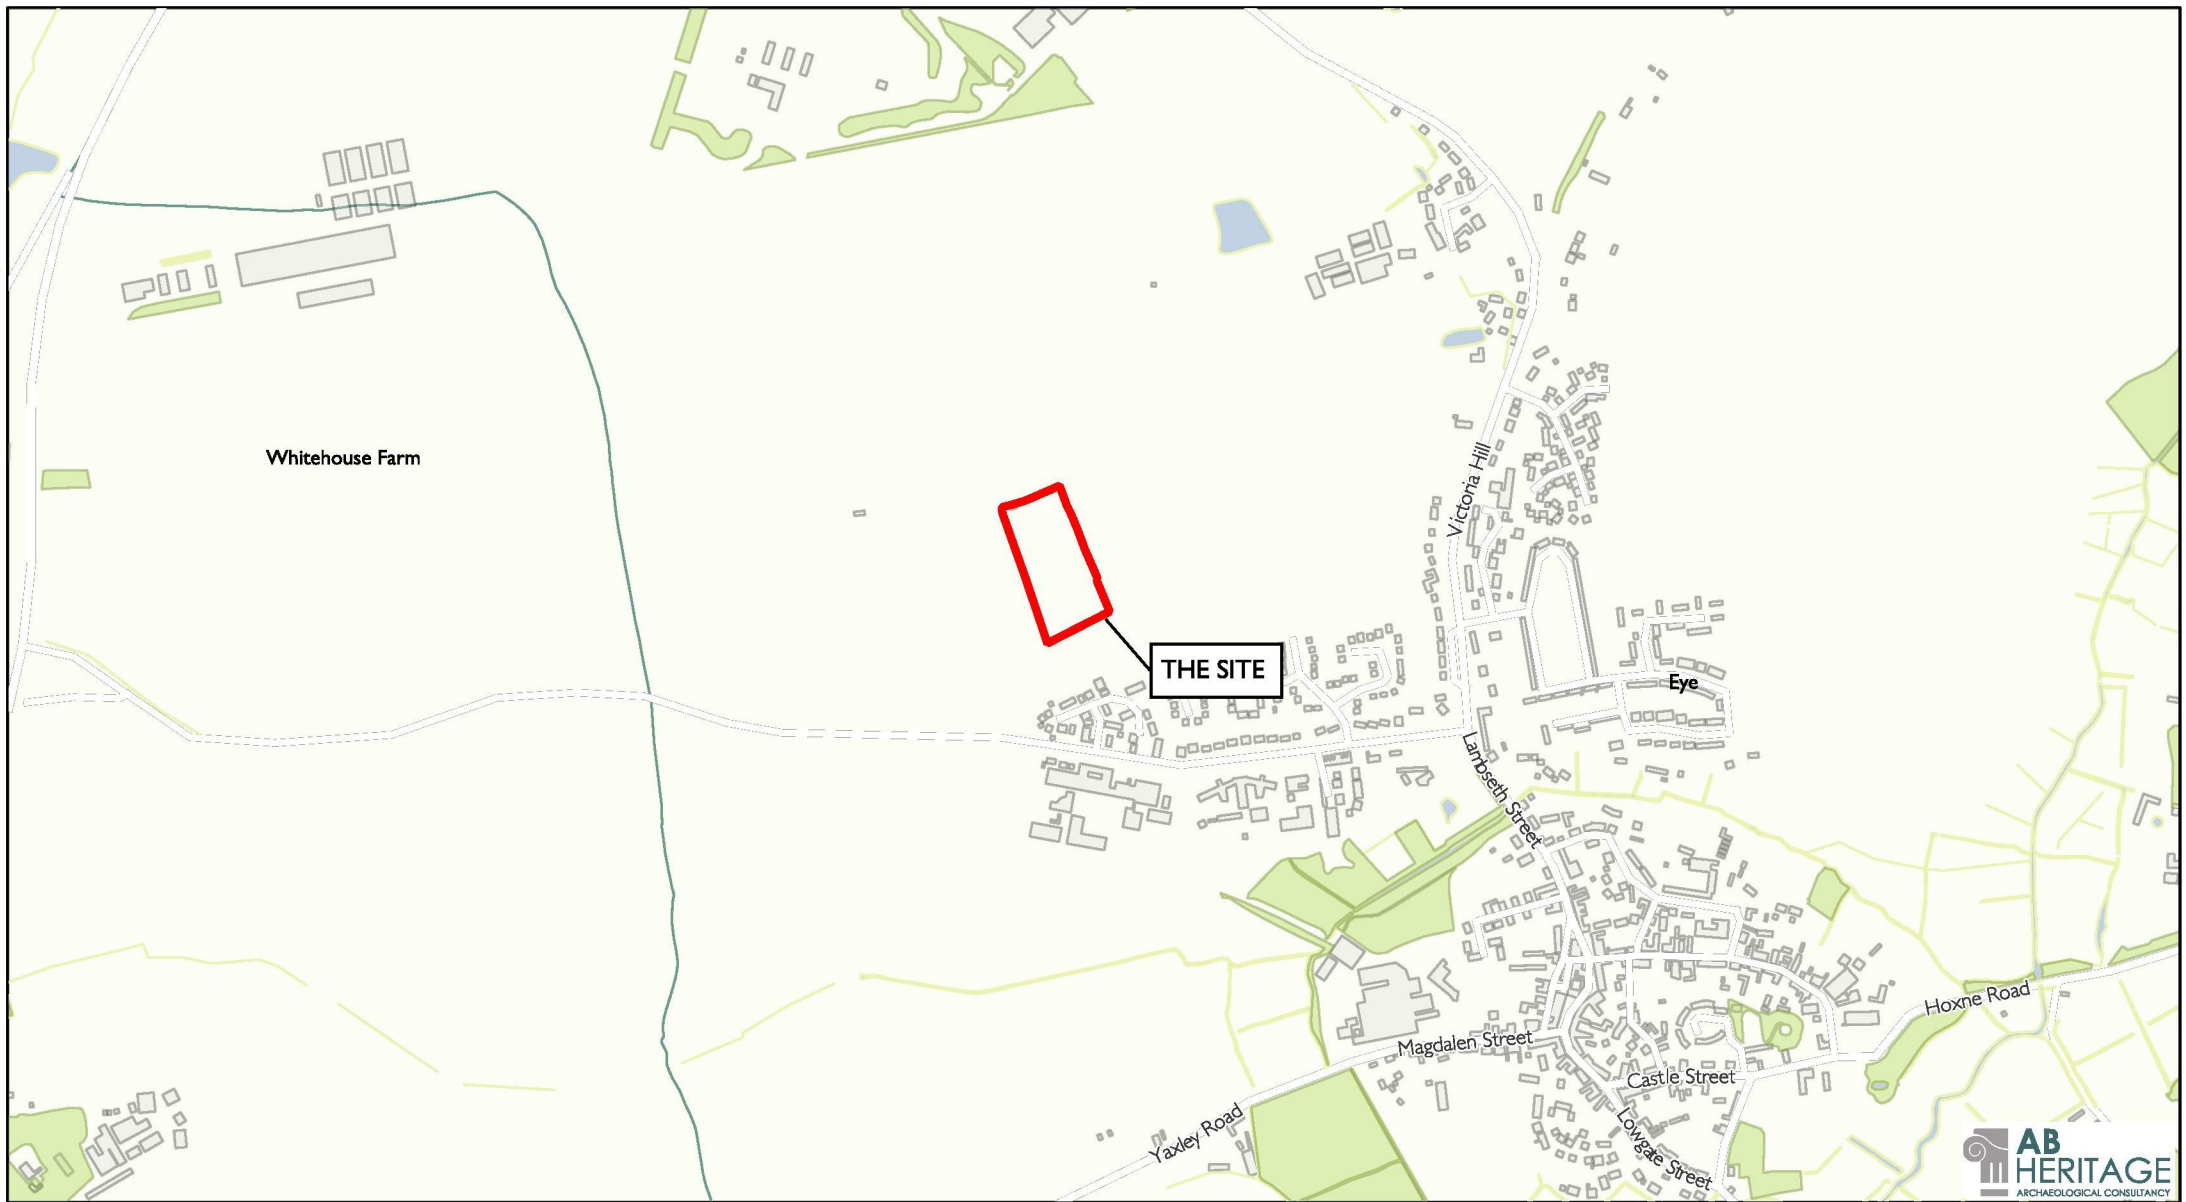 Whitehouse Farm
Victoria Hill
THE SITE
Eye
Lambseth Street
Hoxne Road
Magdalen Street
Castle Street
Yaxley Road
Lowgate Street
AB
HERITAGE
ARCHAEOLOGICAL CONSULTANCY